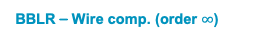 BBLR – Wire comp. (order ∞)